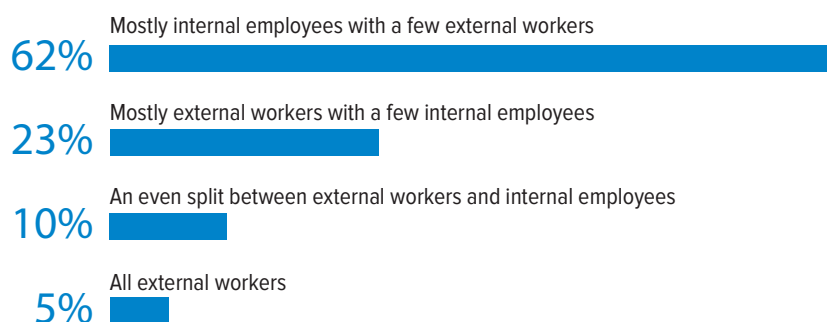 Mostly internal employees with a few external workers
62%
Mostly external workers with a few internal employees
23%
An even split between external workers and internal employees
10%
All external workers
5%